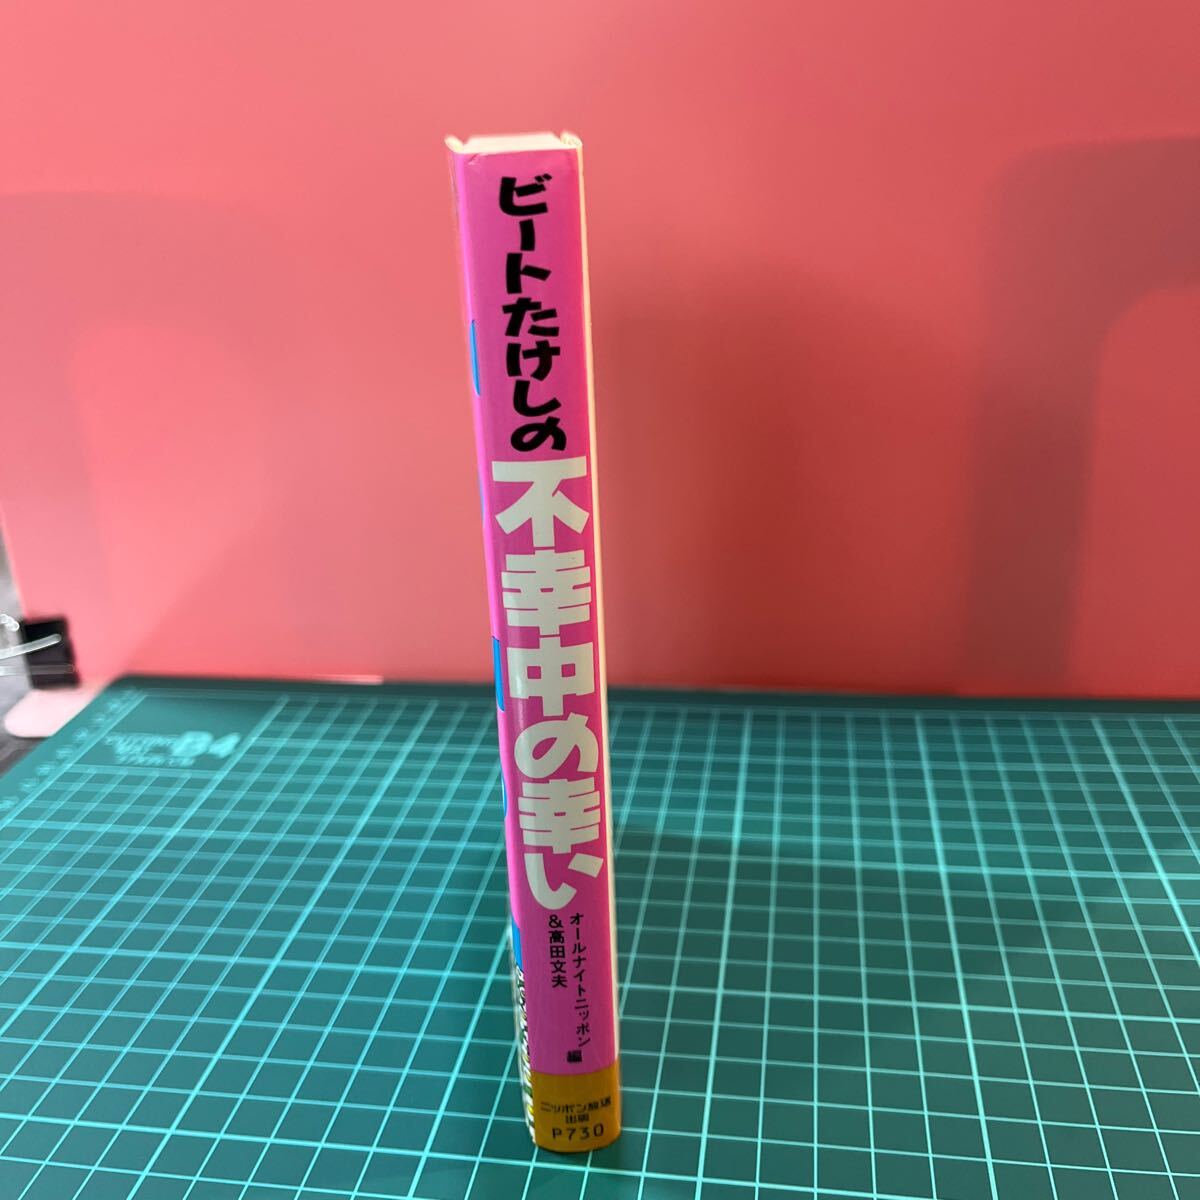 ビートたけしの
不幸中の幸い
オールナイトニッポン
&高田文夫
編
ニッポン放送
出版
P730